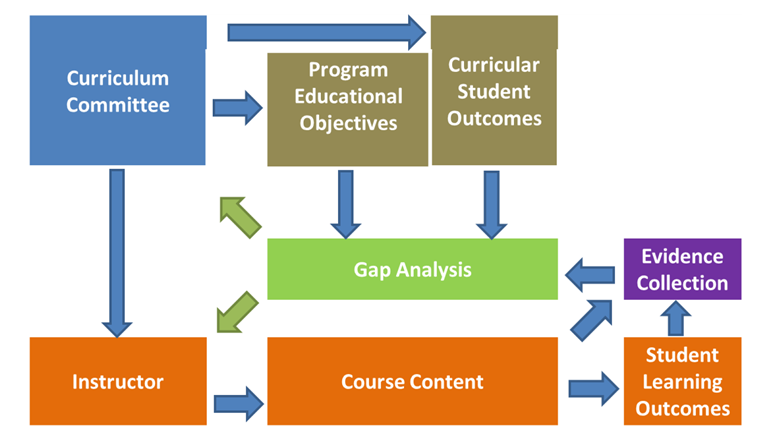 Curriculum
Committee
Program
Educational
Objectives
Curricular
Student
Outcomes
Gap Analysis
Evidence
Collection
Instructor
Course Content
Student
Learning
Outcomes